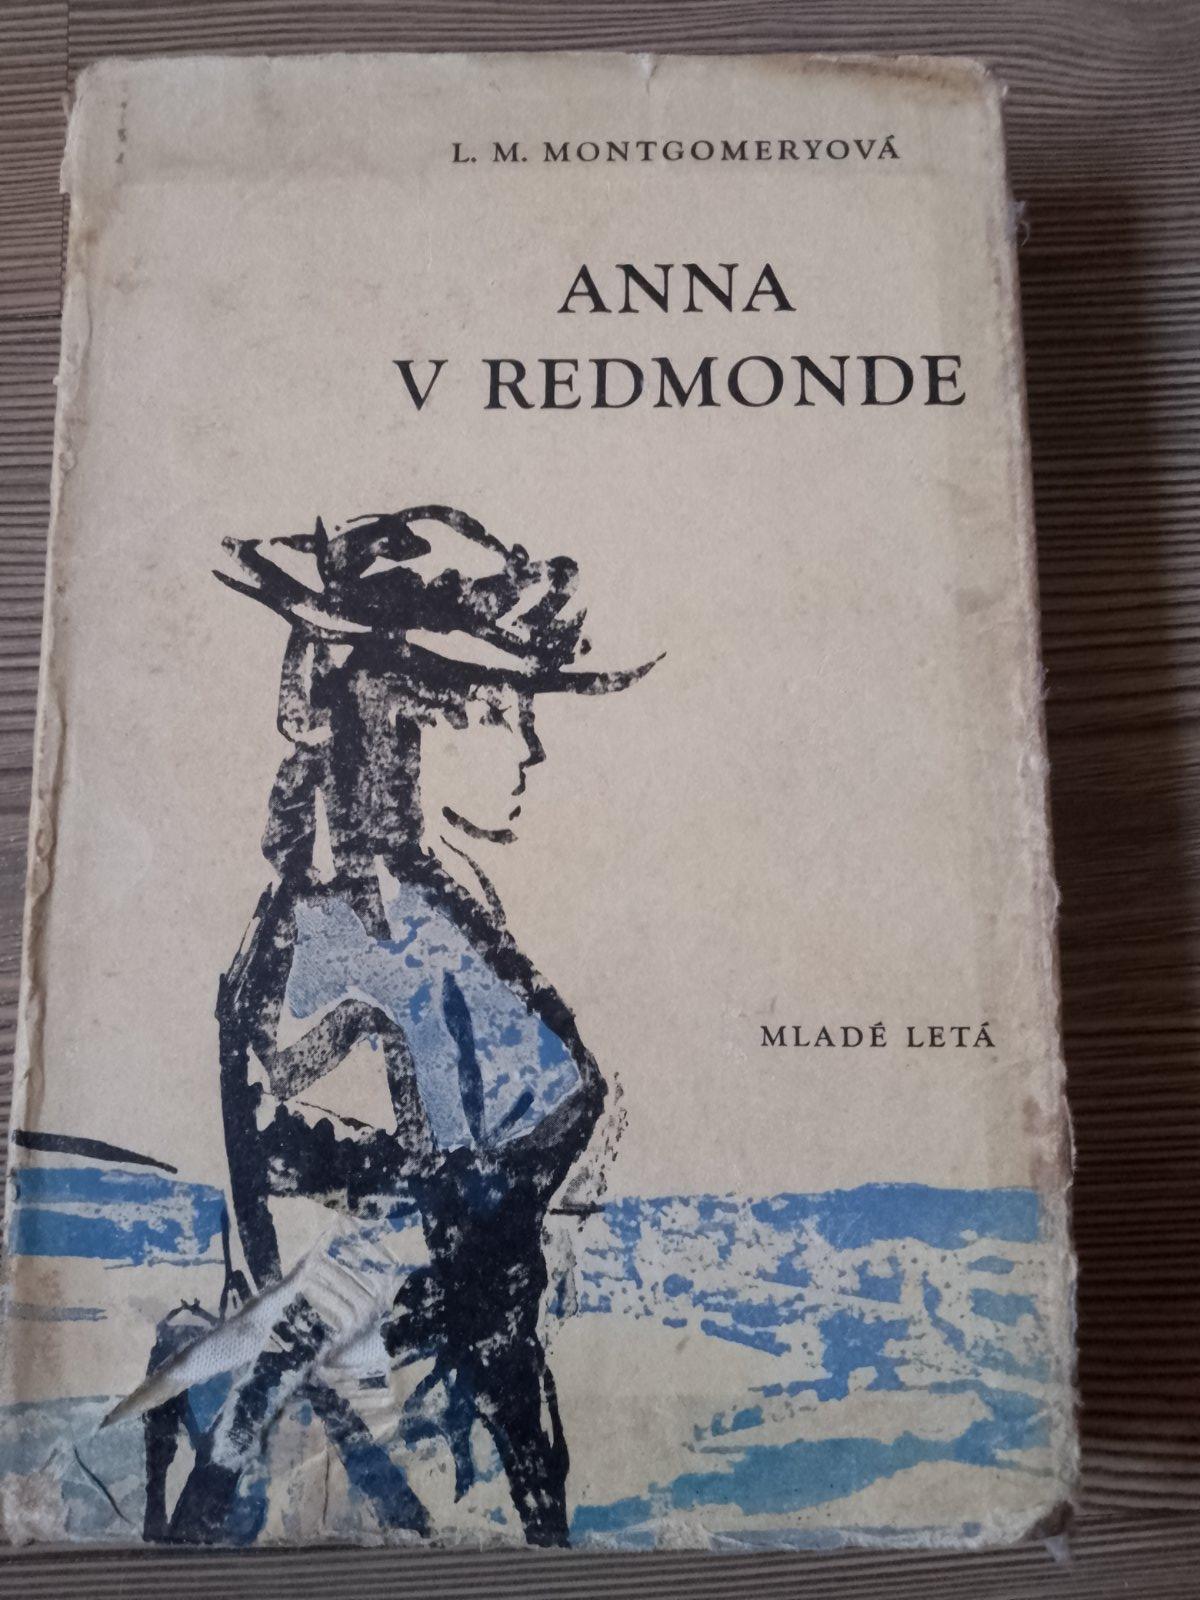 L. M. MONTGOMERYOVÁ
ANNA
V REDMONDE
MLADÉ LETÁ